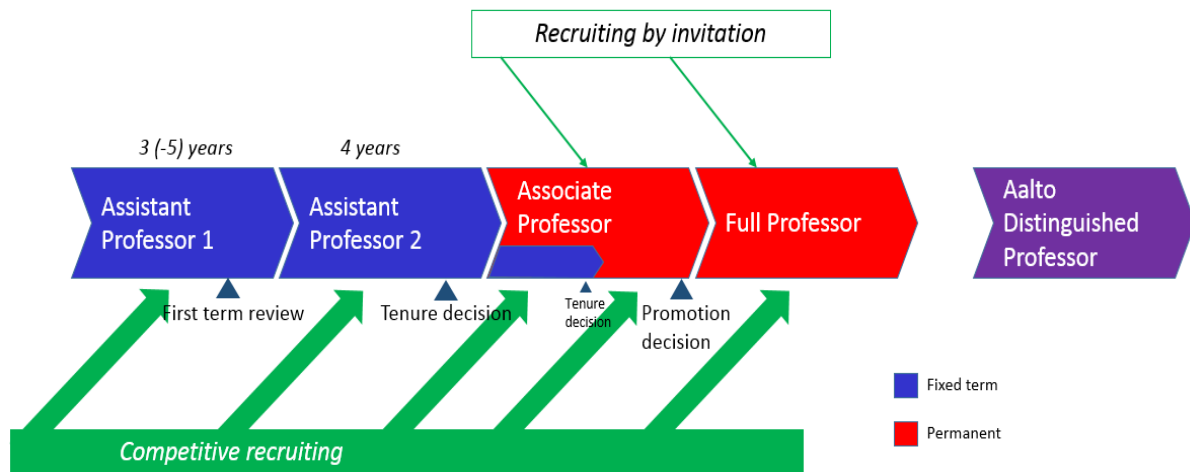 Recruiting by invitation
3 (-5) years
4 years
Assistant
Professor 1
Assistant
Professor 2
Associate
Professor
Full Professor
Aalto
Distinguished
Professor
First term review
Tenure decision
Tenure
decision
Promotion
decision
Fixed term
Permanent
Competitive recruiting